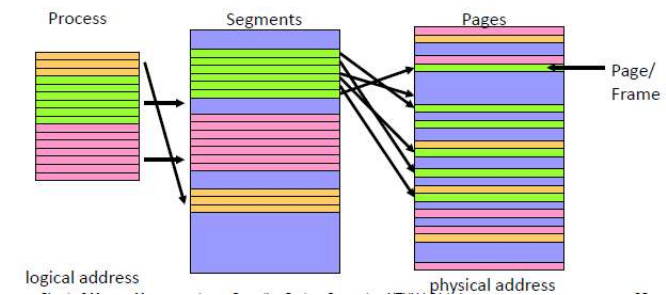 Process
Segments
Pages
Page/
Frame
logical address
physical address